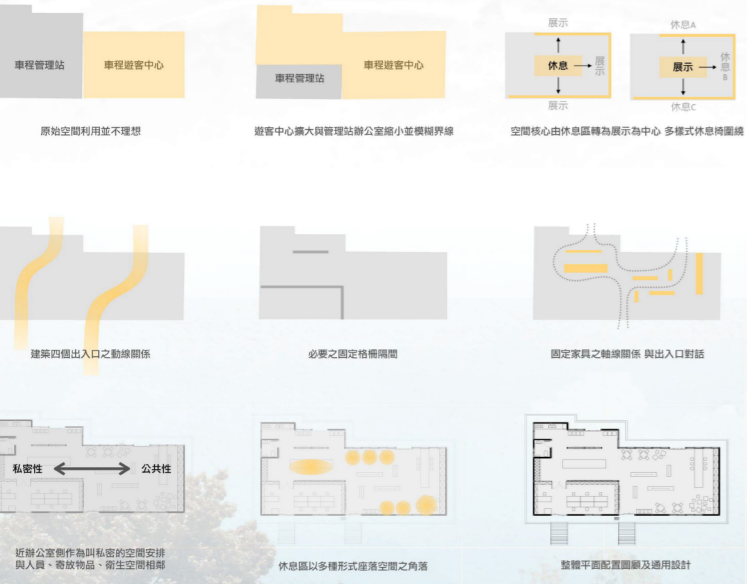 車程管理站
車程遊客中心
原始空間利用並不理想
車程管理站
車程遊客中心
遊客中心擴大與管理站辦公室縮小並模糊界線
展示
休息
展示
展示
休息A
展示
休息B
休息C
空間核心由休息區轉為展示為中心 多樣式休息椅圍繞
建築四個出入口之動線關係
必要之固定格柵隔間
固定家具之軸線關係 與出入口對話
私密性
公共性
近辦公室側作為叫私密的空間安排
與人員、寄放物品、衛生空間相鄰
休息區以多種形式座落空間之角落
整體平面配置圖顧及通用設計